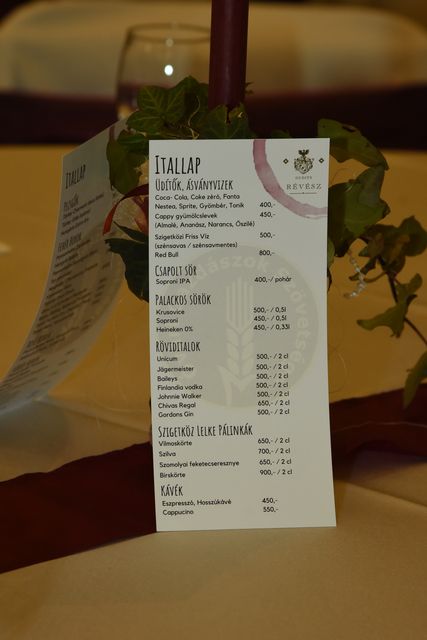 ITALLAP
ÜDÍTŐK, ÁSVÁNYVIZEK
Coca-Cola, Coke zéró, Fanta
Nestea, Sprite, Gyömbér, Tonik 400,-
Cappy gyümölcslevek 450,-
(Almalé, Ananász, Narancs, Őszilé)
Szigetközi Friss Víz 500,-
(szénsavas / szénsavmentes)
Red Bull 800,-
CSAPOLT SÖR
Soproni IPA 400,-/ pohár
PALACKOS SÖRÖK
Krusovice 500,-/ 0,5l
Soproni 450,-/ 0,5l
Heineken 0% 450,-/ 0,33l
RÖVIDITALOK
Unicum 500,-/ 2 cl
Jägermeister 500,-/ 2 cl
Baileys 500,-/ 2 cl
Finlandia vodka 500,-/ 2 cl
Johnnie Walker 500,-/ 2 cl
Chivas Regal 650,-/ 2 cl
Gordons Gin 500,-/ 2 cl
SZIGETKÖZ LELKE PÁLINKÁK
Vilmoskörte 650,-/ 2 cl
Szilva 700,-/ 2 cl
Szomolyai feketecseresznye 650,-/ 2 cl
Birskörte 900,-/ 2 cl
KÁVÉK
Eszpresszó, Hosszúkávé 450,-
Cappucino 550,-
RÉVÉSZ
ITALLAP